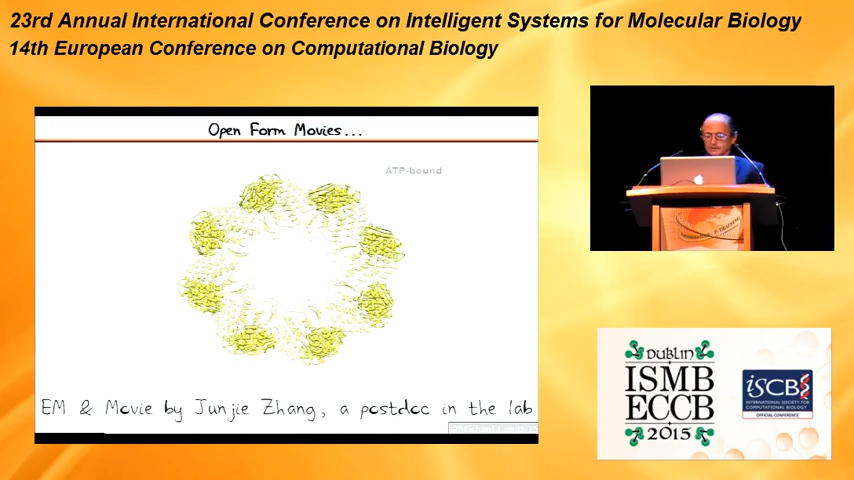 23rd Annual International Conference on Intelligent Systems for Molecular Biology
14th European Conference on Computational Biology
Open Form Movies...
ATP-bound
EM & Movie by Junjie Zhang, a postdoc in the lab
TRAINING
DUBLIN
ISMB
ECCB
2015
ISCB
INTERNATIONAL SOCIETY FOR
COMPUTATIONAL BIOLOGY
OFFICIAL CONFERENCE